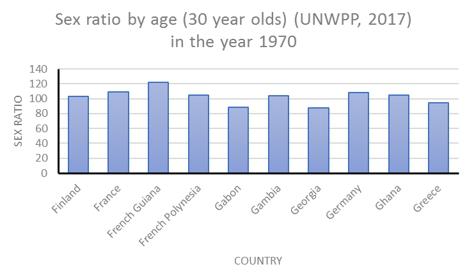 Sex ratio by age (30 year olds) (UNWPP, 2017)
in the year 1970
SEX RATIO
140
120
100
80
60
40
20
0
Finland
France
French Guiana
French Polynesia
Gabon
Gambia
Georgia
Germany
Ghana
Greece
COUNTRY